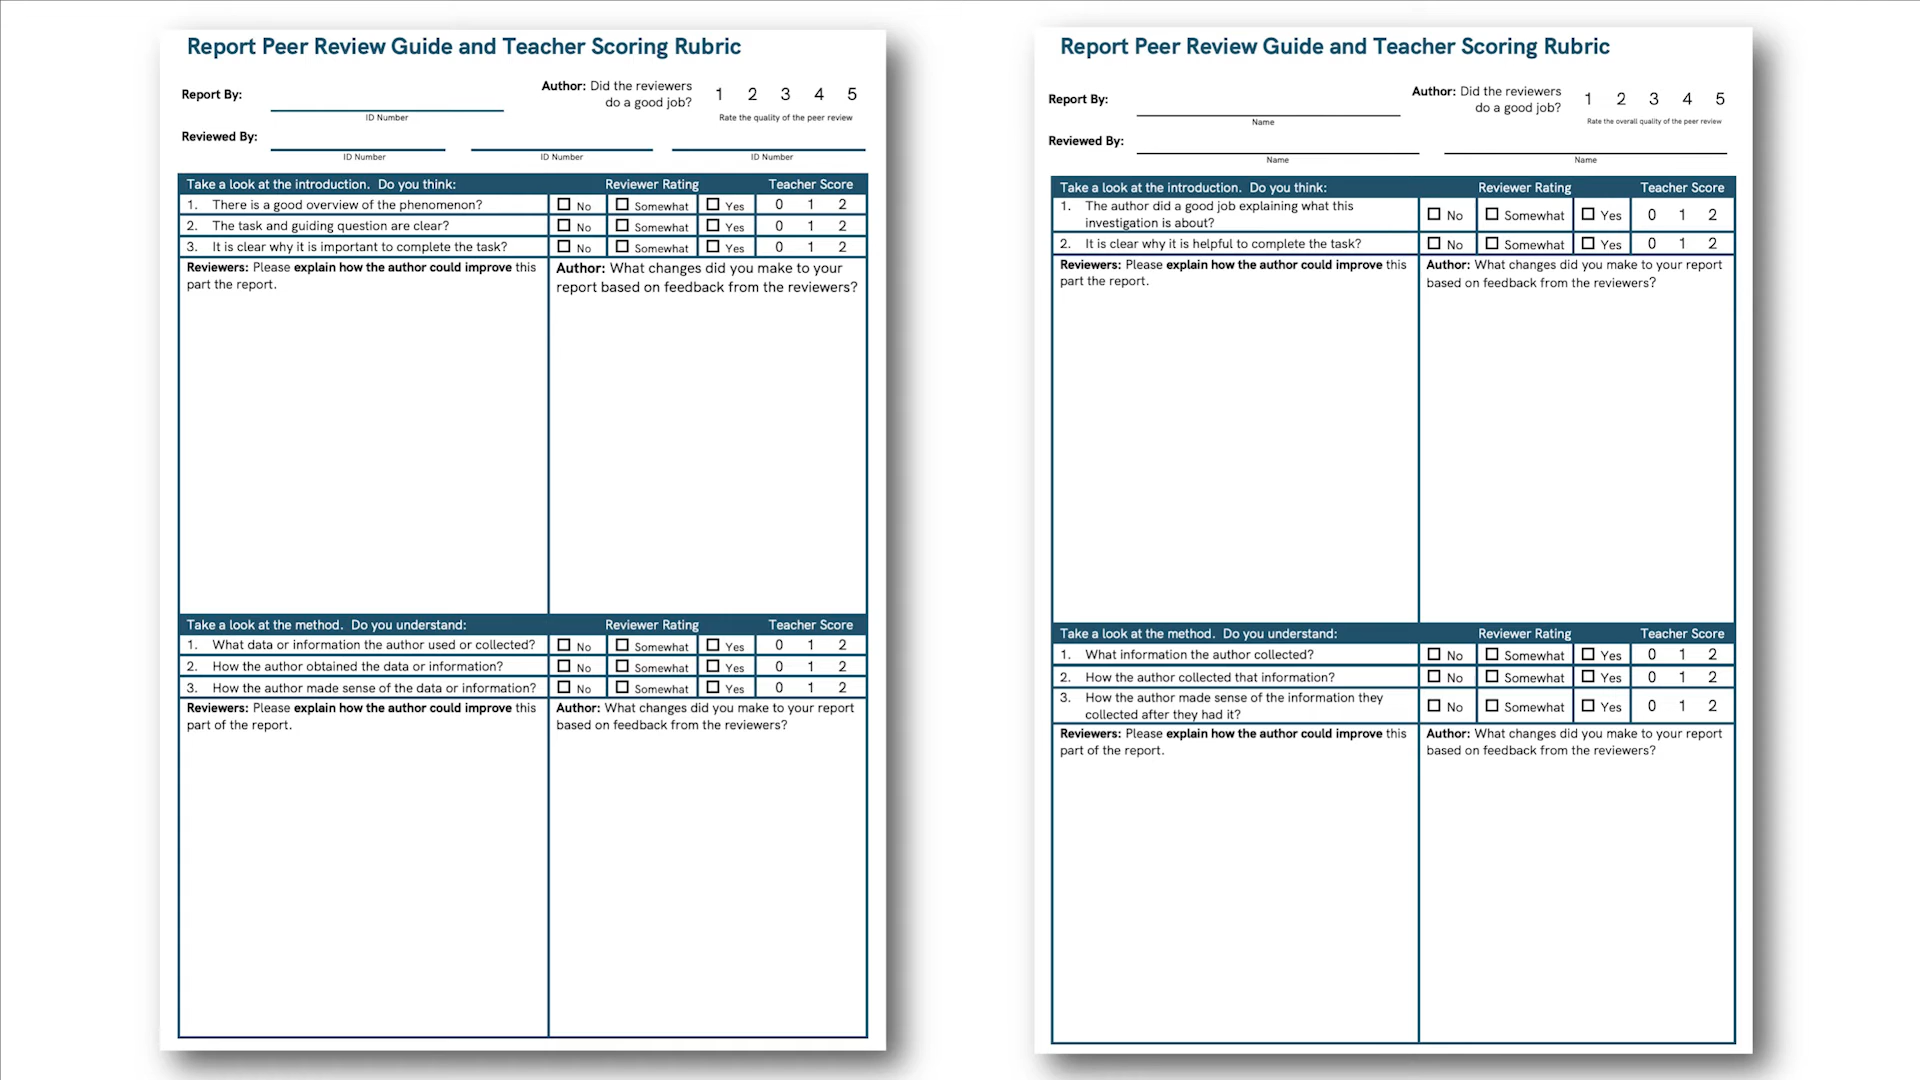 Report Peer Review Guide and Teacher Scoring Rubric
Report By:
ID Number
Author: Did the reviewers
do a good job?
1 2 3 4 5
Rate the quality of the peer review
Reviewed By:
ID Number ID Number ID Number
Take a look at the introduction. Do you think: Reviewer Rating Teacher Score
1. There is a good overview of the phenomenon? No Somewhat Yes 0 1 2
2. The task and guiding question are clear? No Somewhat Yes 0 1 2
3. It is clear why it is important to complete the task? No Somewhat Yes 0 1 2
Reviewers: Please explain how the author could improve this
part the report.
Author: What changes did you make to your
report based on feedback from the reviewers?
Take a look at the method. Do you understand: Reviewer Rating Teacher Score
1. What data or information the author used or collected? No Somewhat Yes 0 1 2
2. How the author obtained the data or information? No Somewhat Yes 0 1 2
3. How the author made sense of the data or information? No Somewhat Yes 0 1 2
Reviewers: Please explain how the author could improve this
part of the report.
Author: What changes did you make to your report
based on feedback from the reviewers?
Report Peer Review Guide and Teacher Scoring Rubric
Report By:
Name
Author: Did the reviewers
do a good job?
1 2 3 4 5
Rate the overall quality of the peer review
Reviewed By:
Name Name
Take a look at the introduction. Do you think: Reviewer Rating Teacher Score
1. The author did a good job explaining what this
investigation is about? No Somewhat Yes 0 1 2
2. It is clear why it is helpful to complete the task? No Somewhat Yes 0 1 2
Reviewers: Please explain how the author could improve this
part the report.
Author: What changes did you make to your report
based on feedback from the reviewers?
Take a look at the method. Do you understand: Reviewer Rating Teacher Score
1. What information the author collected? No Somewhat Yes 0 1 2
2. How the author collected that information? No Somewhat Yes 0 1 2
3. How the author made sense of the information they
collected after they had it? No Somewhat Yes 0 1 2
Reviewers: Please explain how the author could improve this
part of the report.
Author: What changes did you make to your report
based on feedback from the reviewers?